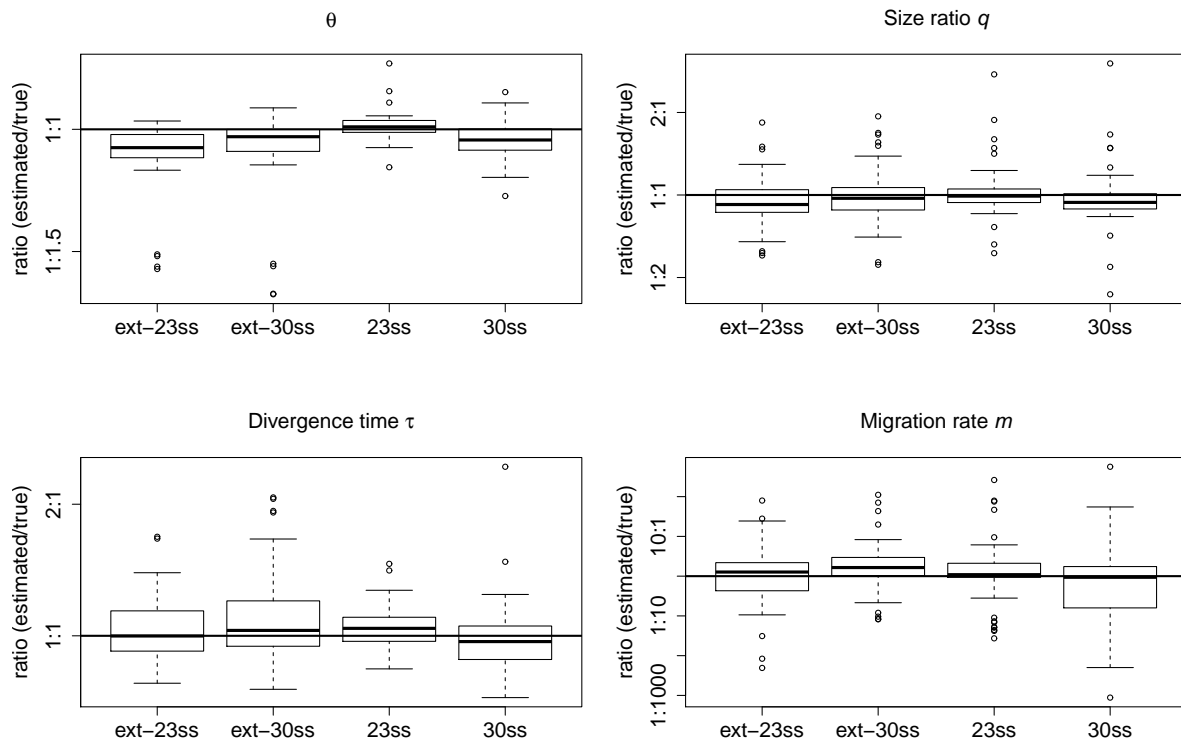 θ
ratio (estimated/true)
1:1
1:1.5
ext−23ss ext−30ss 23ss 30ss
Size ratio q
ratio (estimated/true)
2:1
1:1
1:2
ext−23ss ext−30ss 23ss 30ss
Divergence time τ
ratio (estimated/true)
2:1
1:1
ext−23ss ext−30ss 23ss 30ss
Migration rate m
ratio (estimated/true)
10:1
1:10
1:1000
ext−23ss ext−30ss 23ss 30ss